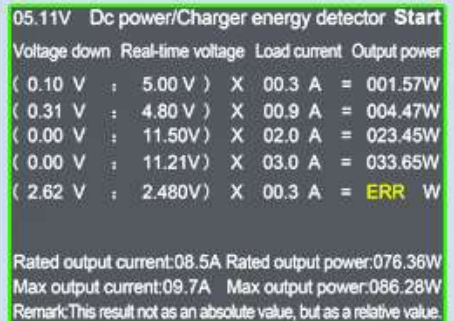 05.11V Dc power/Charger energy detector Start
Voltage down Real-time voltage Load current Output power
( 0.10 V : 5.00 V ) X 00.3 A = 001.57W
( 0.31 V : 4.80 V ) X 00.9 A = 004.47W
( 0.00 V : 11.50V ) X 02.0 A = 023.45W
( 0.00 V : 11.21V ) X 03.0 A = 033.65W
( 2.62 V : 2.480V ) X 00.3 A = ERR W
Rated output current:08.5A Rated output power:076.36W
Max output current:09.7A Max output power:086.28W
Remark:This result not as an absolute value, but as a relative value.